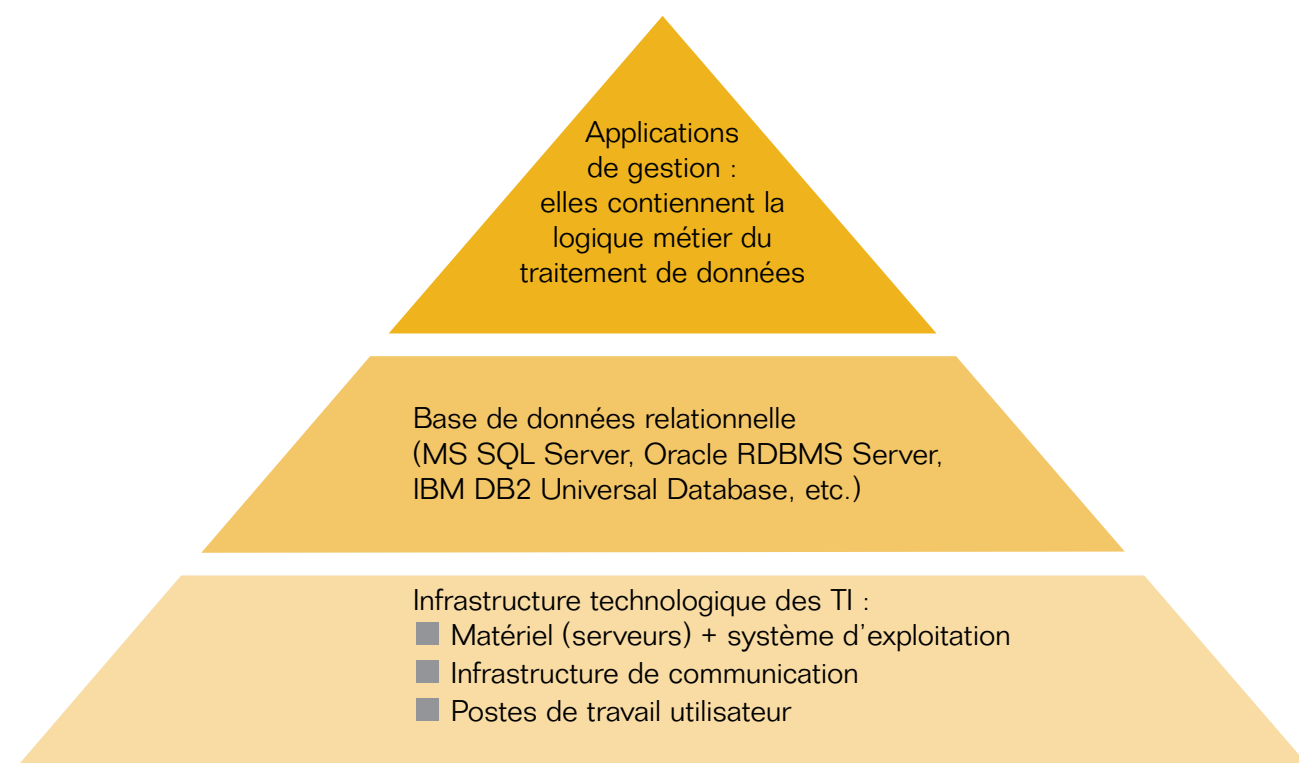 Applications
de gestion :
elles contiennent la
logique métier du
traitement de données
Base de données relationnelle
(MS SQL Server, Oracle RDBMS Server,
IBM DB2 Universal Database, etc.)
Infrastructure technologique des TI :
Matériel (serveurs) + système d'exploitation
Infrastructure de communication
Postes de travail utilisateur